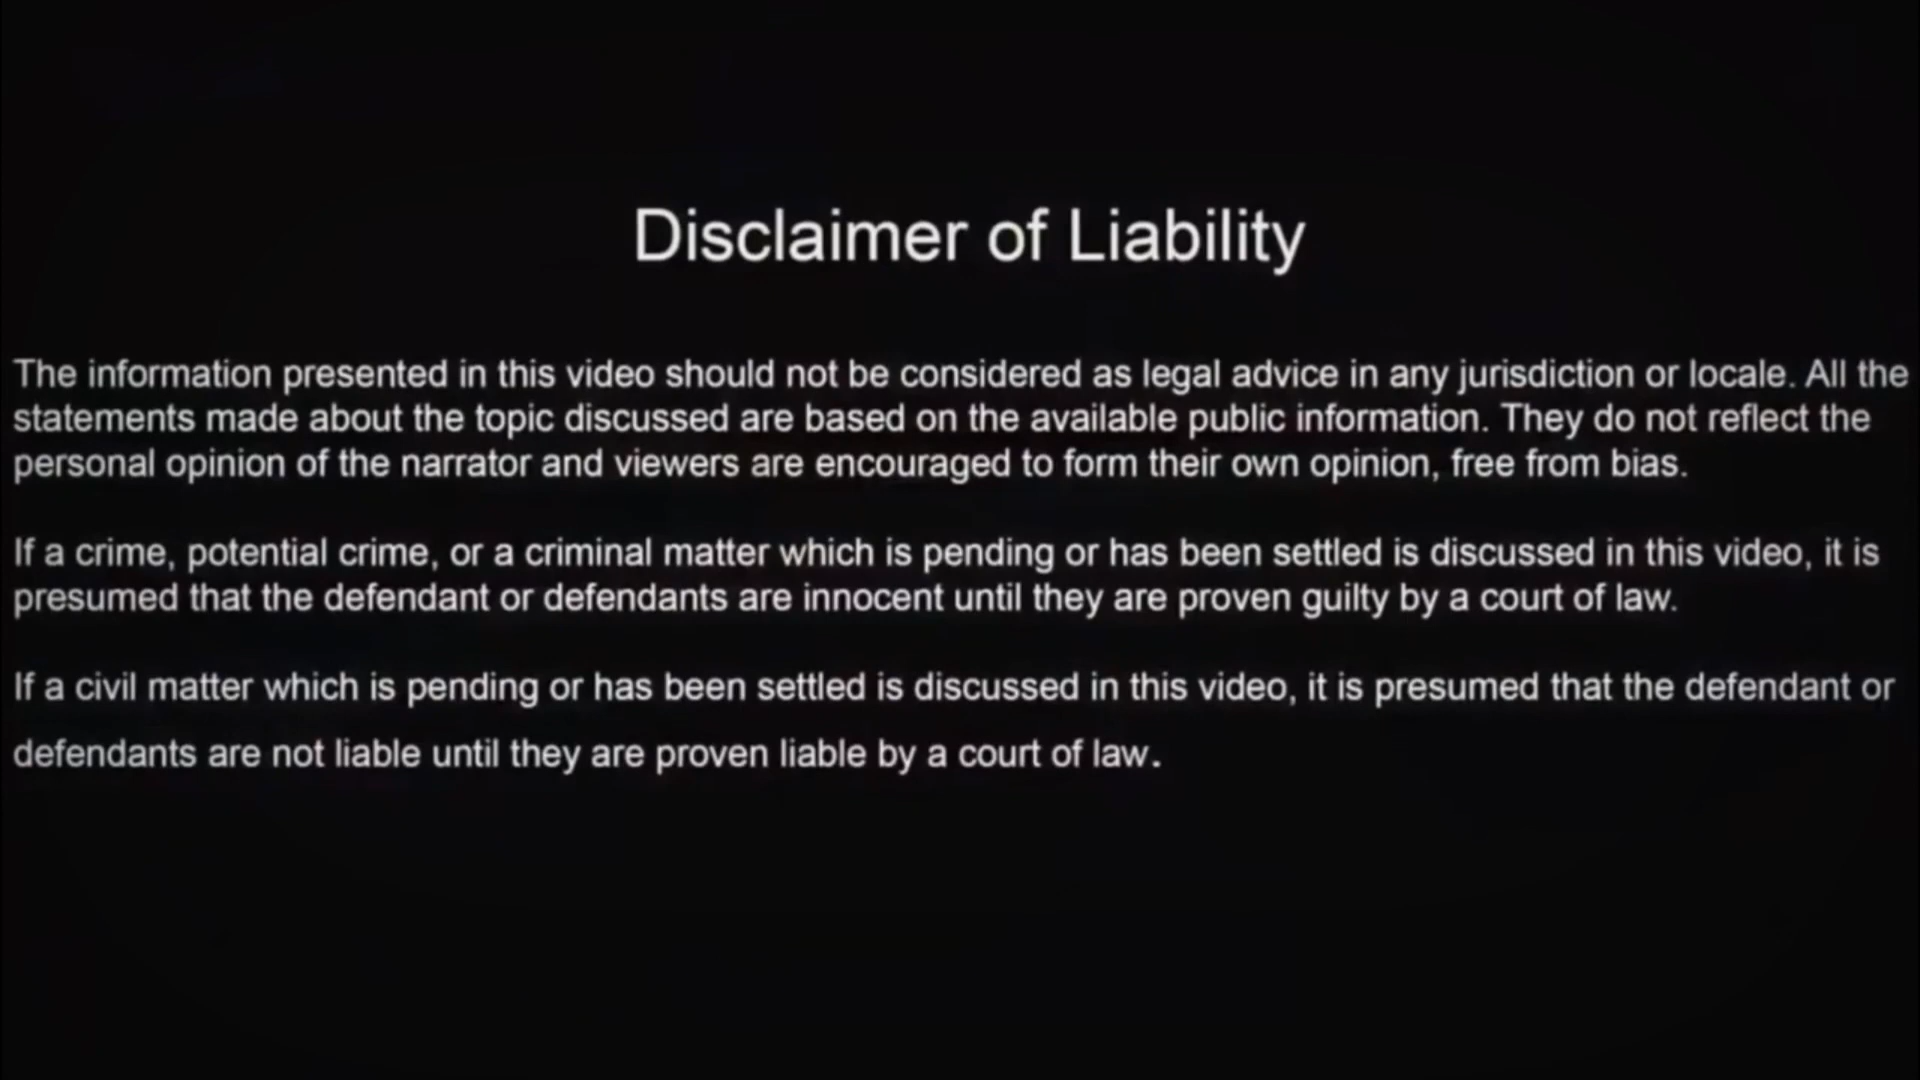 Disclaimer of Liability
The information presented in this video should not be considered as legal advice in any jurisdiction or locale. All the
statements made about the topic discussed are based on the available public information. They do not reflect the
personal opinion of the narrator and viewers are encouraged to form their own opinion, free from bias.
If a crime, potential crime, or a criminal matter which is pending or has been settled is discussed in this video, it is
presumed that the defendant or defendants are innocent until they are proven guilty by a court of law.
If a civil matter which is pending or has been settled is discussed in this video, it is presumed that the defendant or
defendants are not liable until they are proven liable by a court of law.